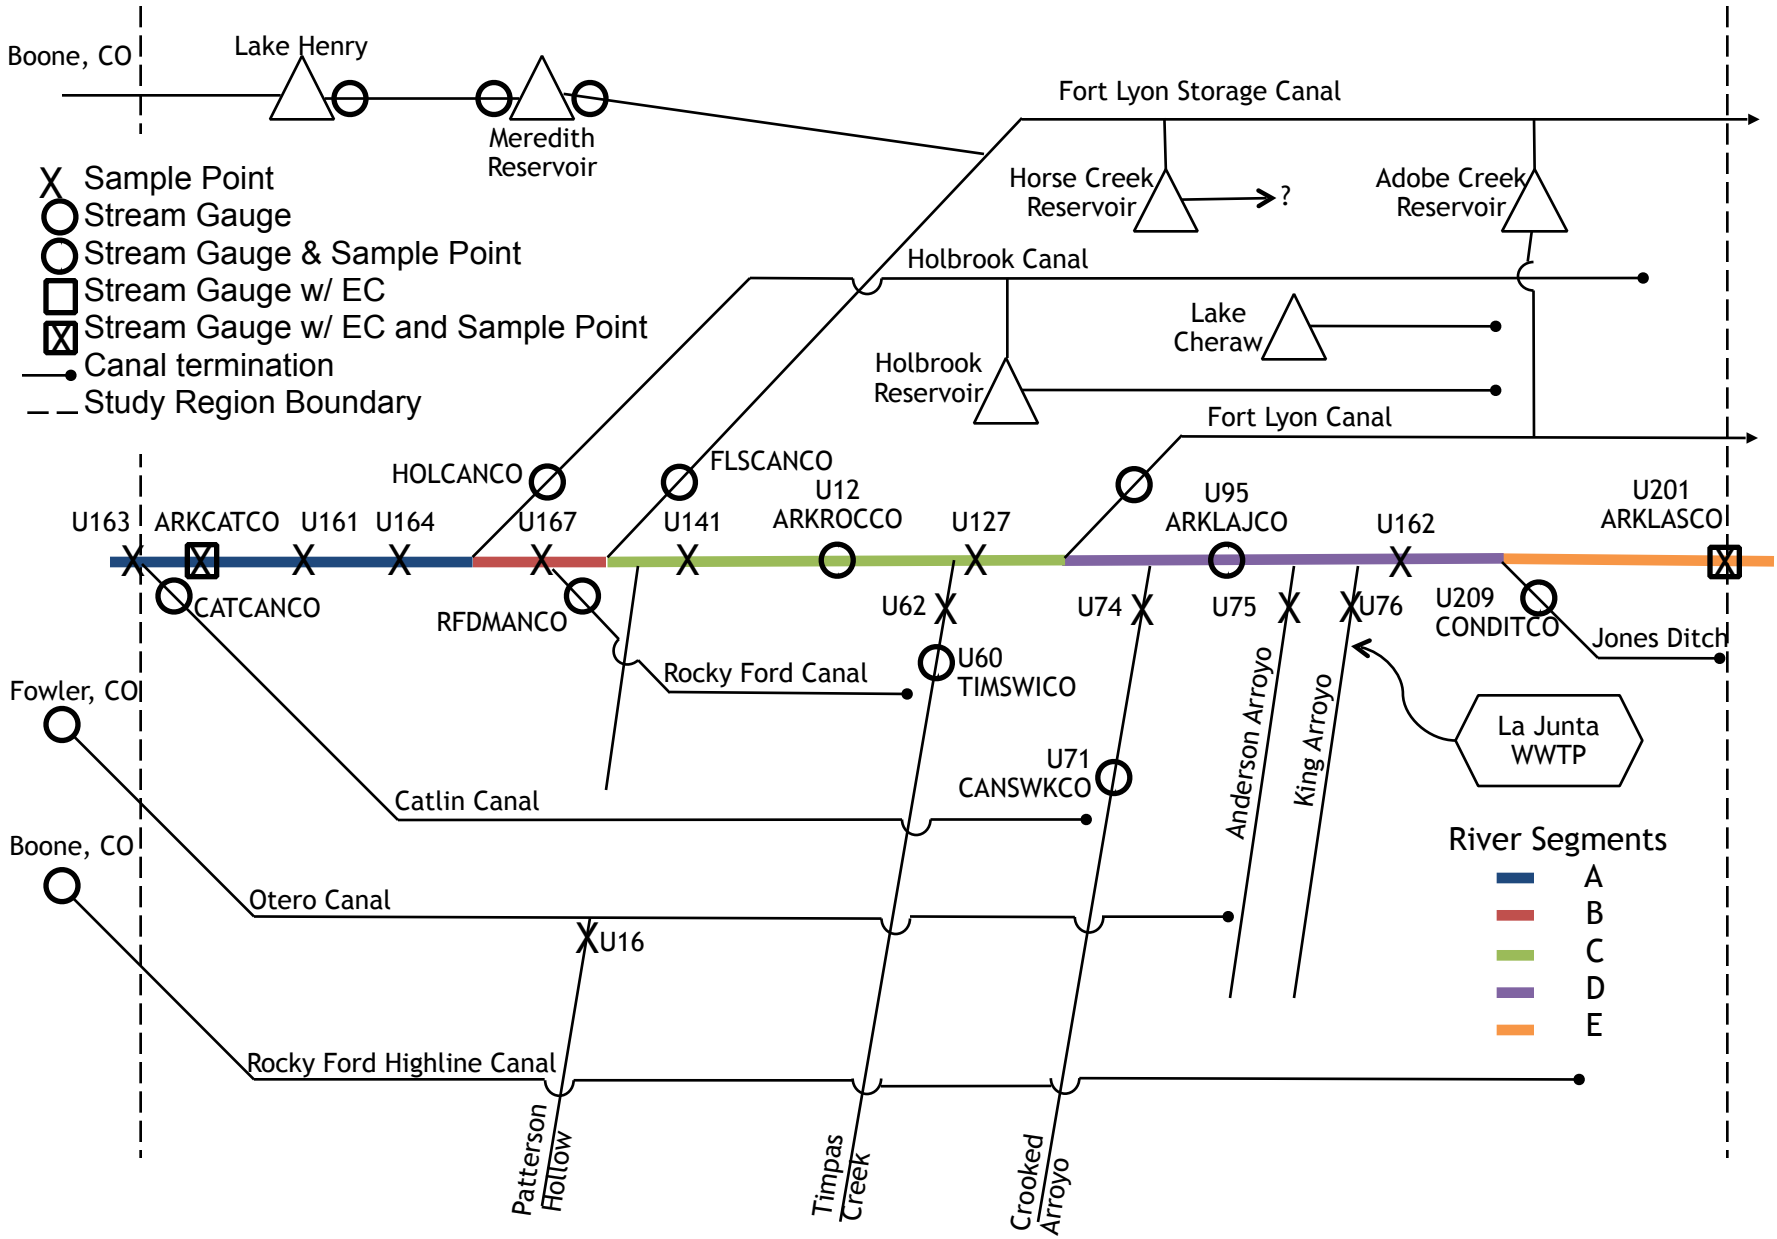 Boone, CO
Lake Henry
Meredith
Reservoir
Fort Lyon Storage Canal
X Sample Point
Stream Gauge
Stream Gauge & Sample Point
Stream Gauge w/ EC
X Stream Gauge w/ EC and Sample Point
Canal termination
Study Region Boundary
Horse Creek
Reservoir
?
Adobe Creek
Reservoir
Holbrook Canal
Lake
Cheraw
Holbrook
Reservoir
Fort Lyon Canal
HOLCANCO
FLSCANCO
U163
ARKCATCO
U161
U164
U167
U141
U12
ARKROCCO
U127
U95
ARKLAJCO
U162
U201
ARKLASCO
X X X X X X X X X
CATCANCO
RFDMANCO
U62 X
U74 X
U75 X
X U76
U209
CONDITCO
Jones Ditch
Rocky Ford Canal
U60
TIMSWICO
Fowler, CO
La Junta
WWTP
U71
CANSWKCO
Anderson Arroyo
King Arroyo
Catlin Canal
Boone, CO
Otero Canal
X U16
Rocky Ford Highline Canal
Patterson
Hollow
Timpas
Creek
Crooked
Arroyo
River Segments
A
B
C
D
E